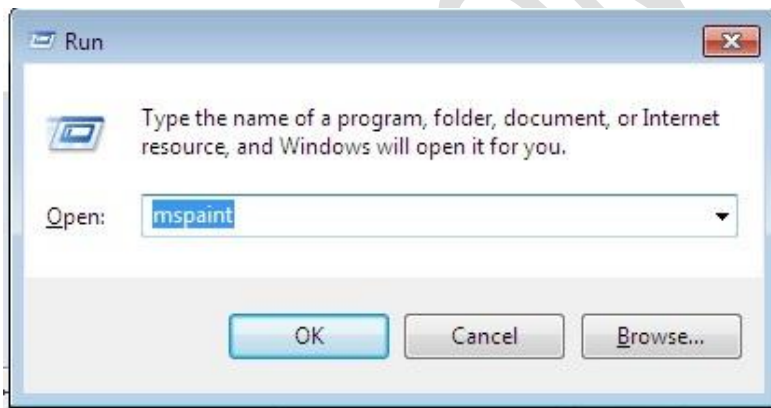 Run
Type the name of a program, folder, document, or Internet
resource, and Windows will open it for you.
Open: mspaint
OK Cancel Browse...